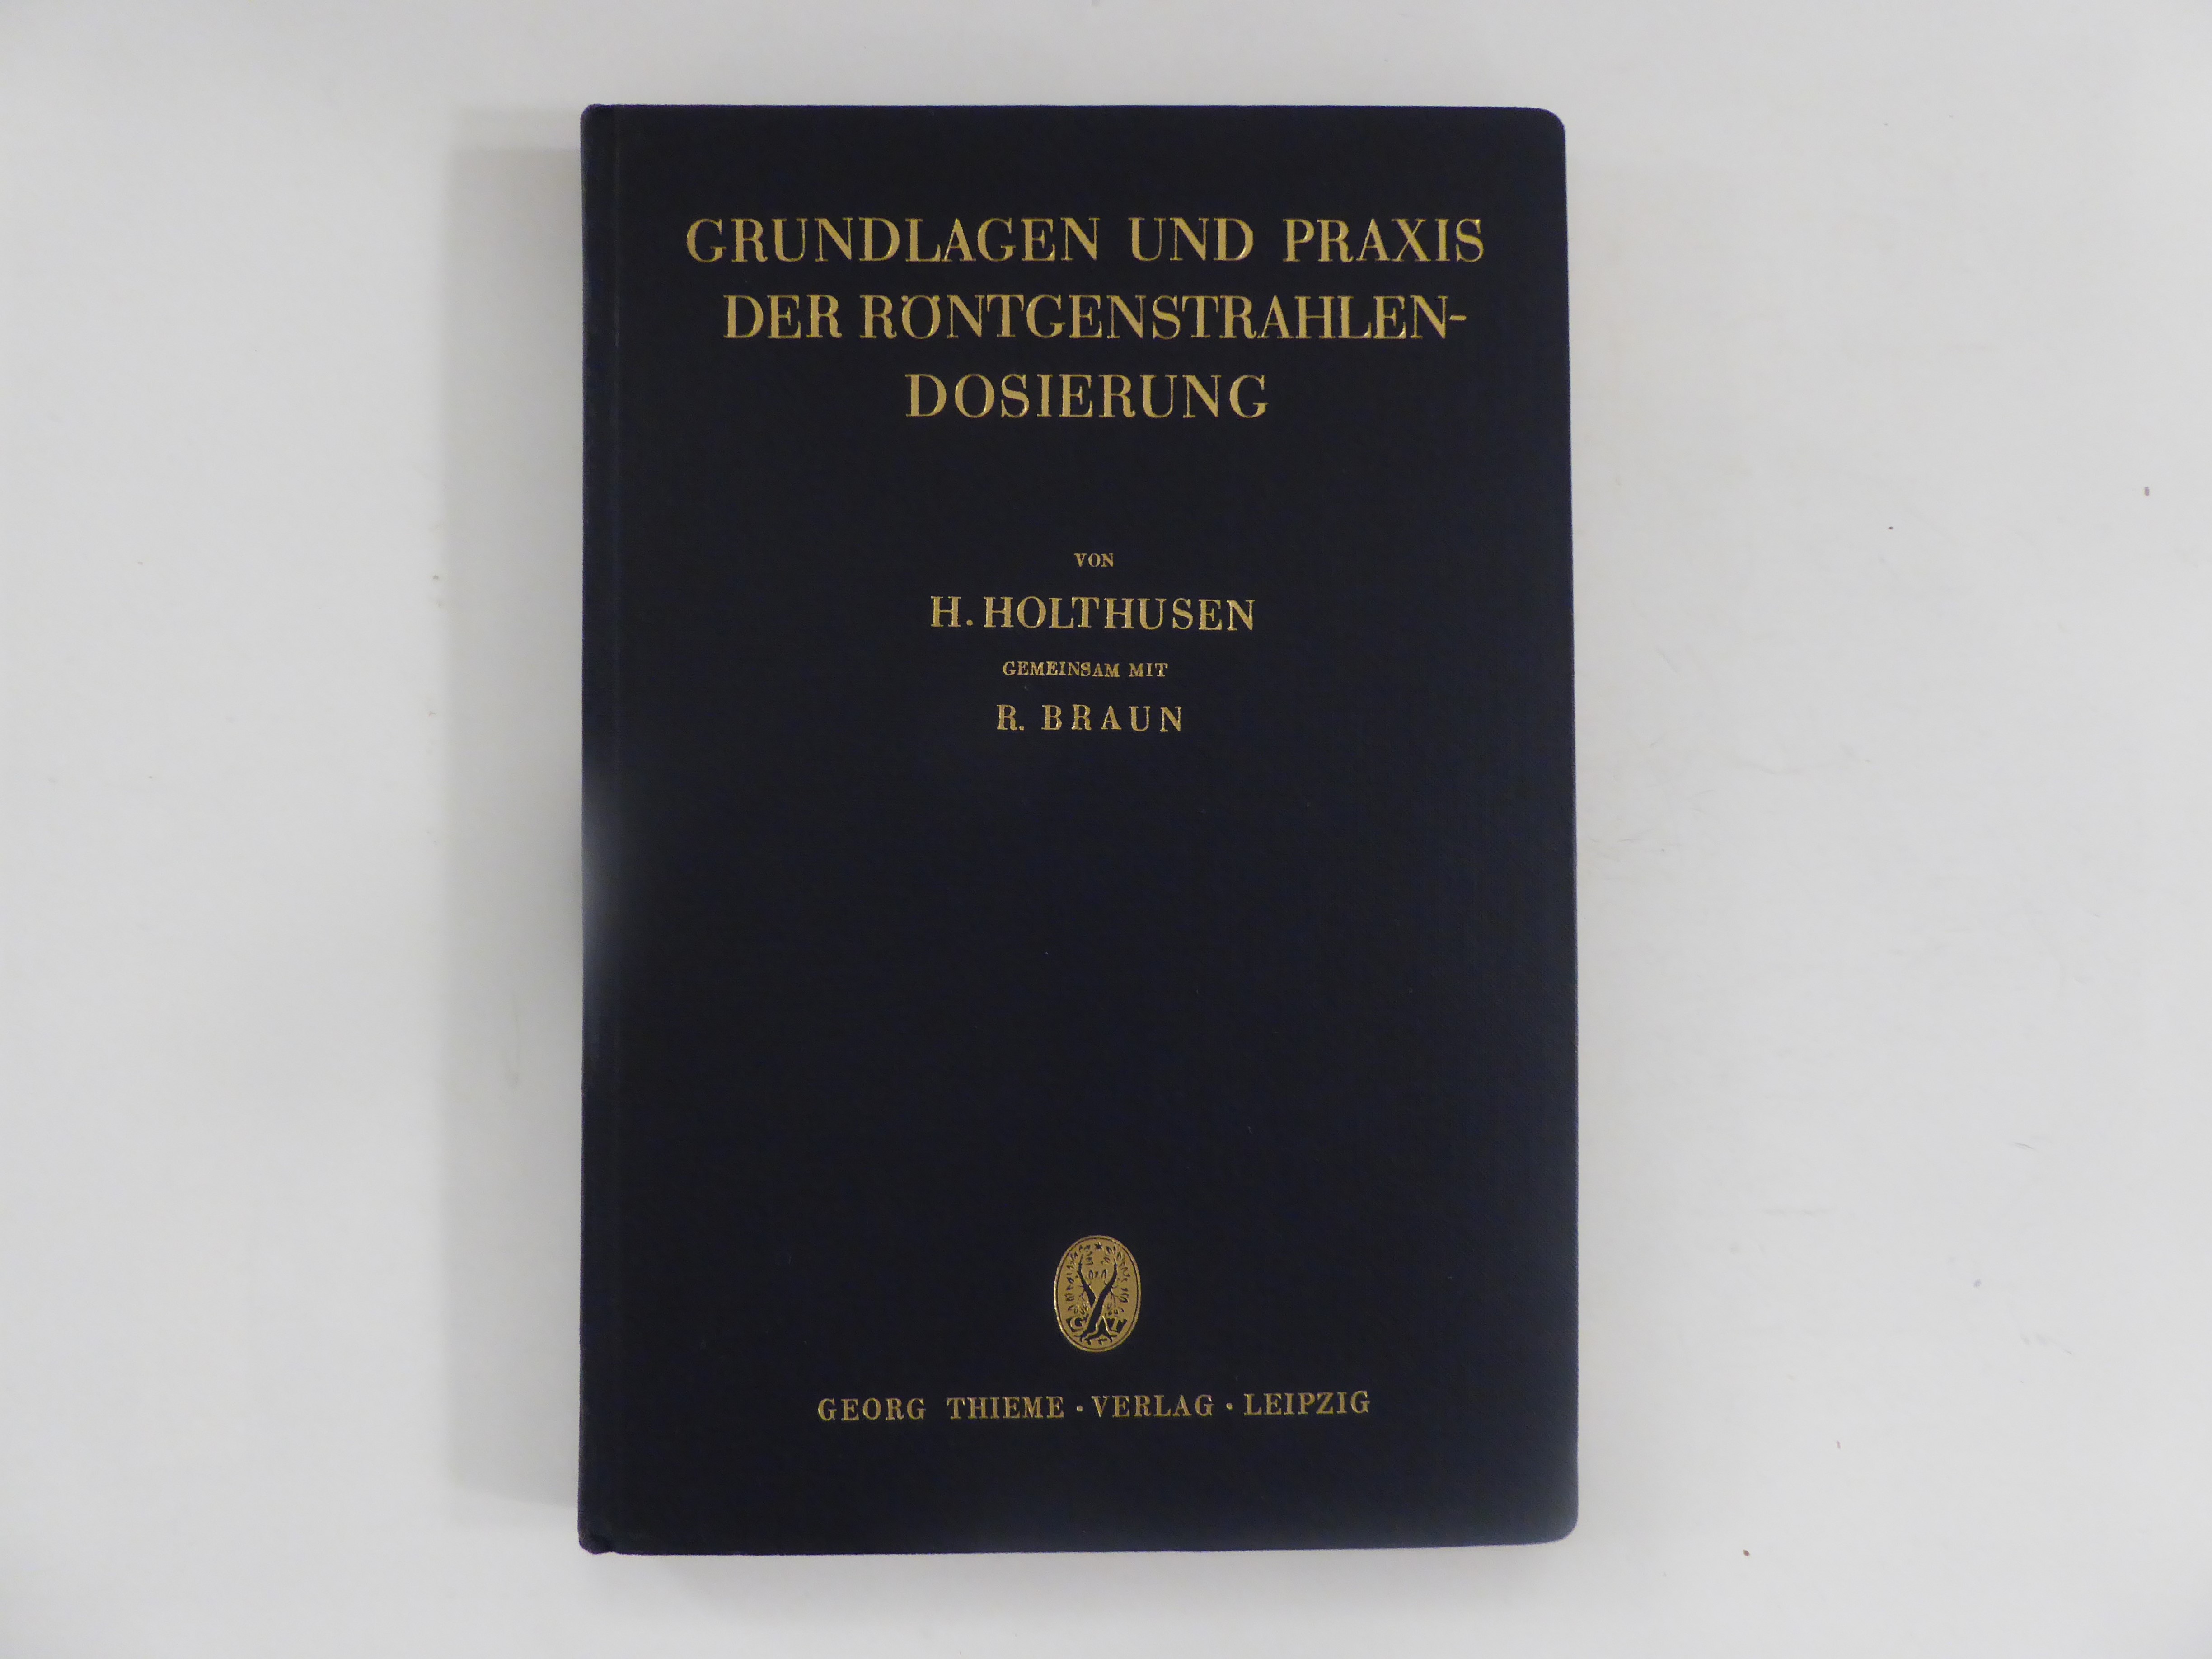 GRUNDLAGEN UND PRAXIS
DER RÖNTGENSTRAHLEN-
DOSIERUNG
VON
H. HOLTHUSEN
GEMEINSAM MIT
R. BRAUN
G T
GEORG THIEME · VERLAG · LEIPZIG